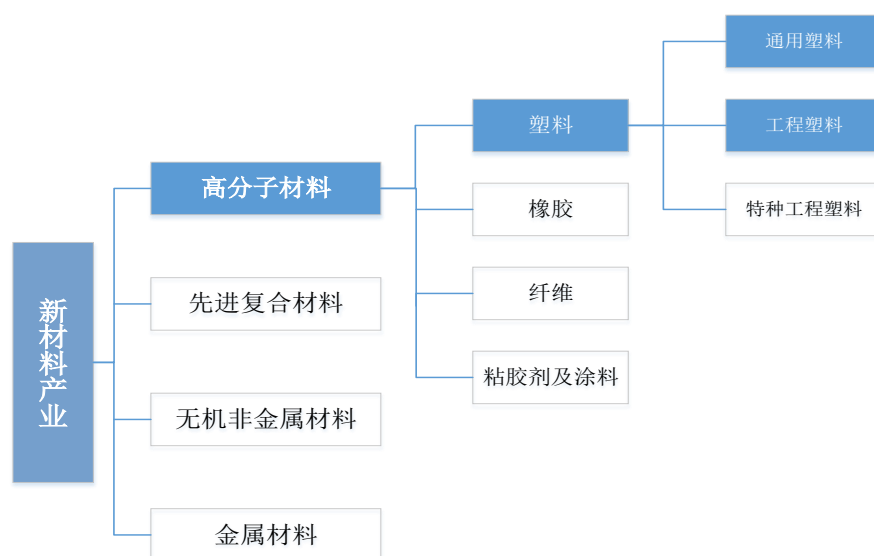 新材料产业
高分子材料
先进复合材料
无机非金属材料
金属材料
塑料
橡胶
纤维
粘胶剂及涂料
通用塑料
工程塑料
特种工程塑料